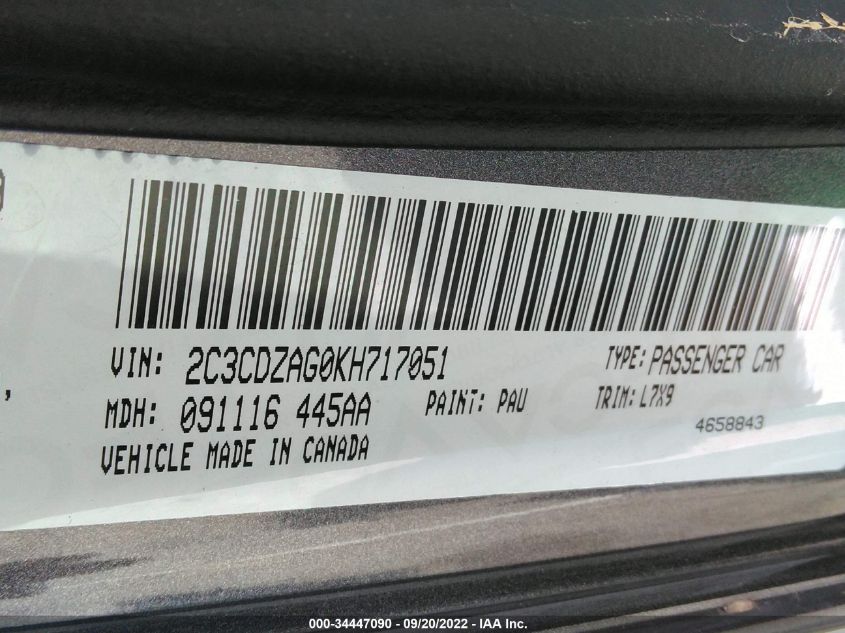 VIN: 2C3CDZAG0KH717051 TYPE: PASSENGER CAR
MDH: 091116 445AA PAINT: PAU TRIM: L7X9
4658843
VEHICLE MADE IN CANADA
000-34447090 — 09/20/2022 — IAA Inc.